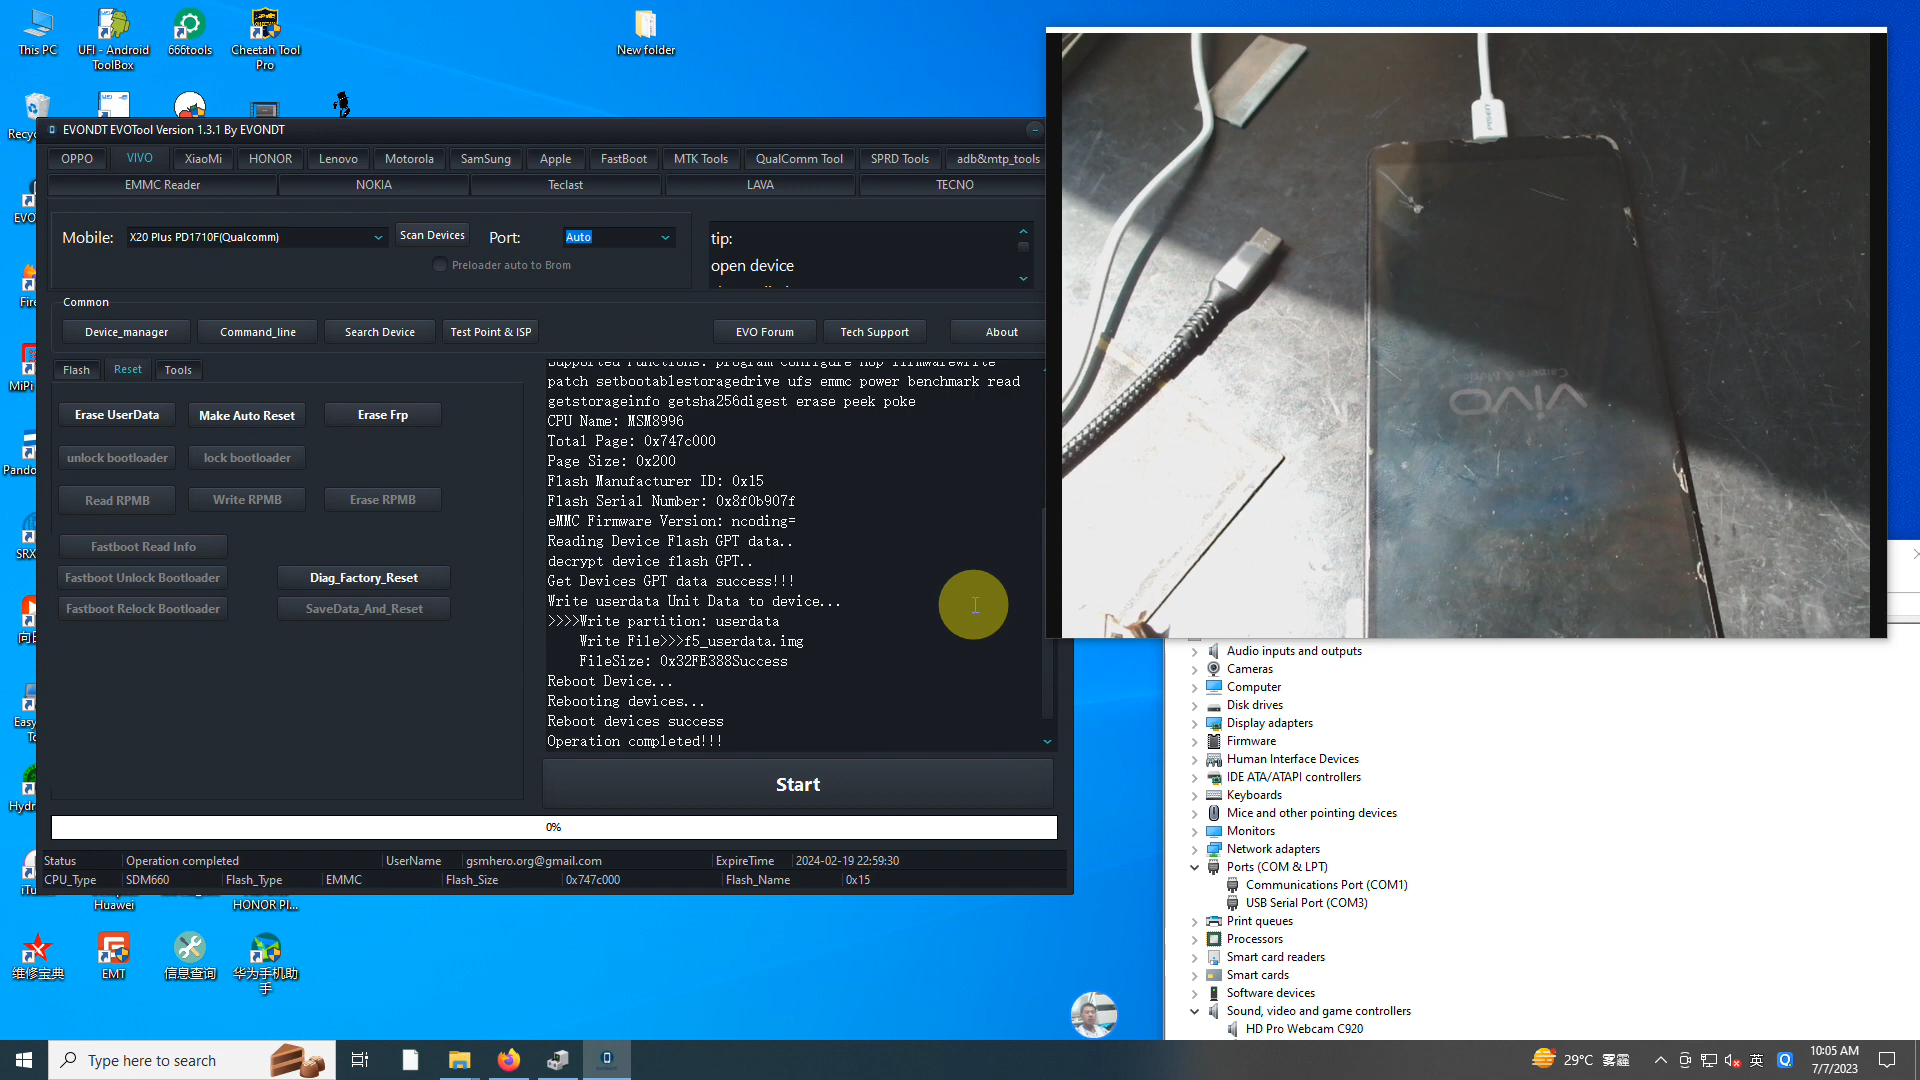 This PC
UFI - Android
ToolBox
666tools
Cheetah Tool
Pro
New folder
EVONDT EVOTool Version 1.3.1 By EVONDT
OPPO
VIVO
XiaoMi
HONOR
Lenovo
Motorola
SamSung
Apple
FastBoot
MTK Tools
QualComm Tool
SPRD Tools
adb&mtp_tools
EMMC Reader
NOKIA
Teclast
LAVA
TECNO
Mobile:
X20 Plus PD1710F(Qualcomm)
Scan Devices
Port:
Auto
Preloader auto to Brom
tip:
open device
Common
Device_manager
Command_line
Search Device
Test Point & ISP
EVO Forum
Tech Support
About
Flash
Reset
Tools
Erase UserData
Make Auto Reset
Erase Frp
unlock bootloader
lock bootloader
Read RPMB
Write RPMB
Erase RPMB
Fastboot Read Info
Fastboot Unlock Bootloader
Diag_Factory_Reset
Fastboot Relock Bootloader
SaveData_And_Reset
Supported Functions: program configure nop firmwarewrite
patch setbootablestoragedrive ufs emmc power benchmark read
getstorageinfo getsha256digest erase peek poke
CPU Name: MSM8996
Total Page: 0x747c000
Page Size: 0x200
Flash Manufacturer ID: 0x15
Flash Serial Number: 0x8f0b907f
eMMC Firmware Version: ncoding=
Reading Device Flash GPT data..
decrypt device flash GPT..
Get Devices GPT data success!!!
Write userdata Unit Data to device...
>>>>Write partition: userdata
Write File>>>f5_userdata.img
FileSize: 0x32FE388Success
Reboot Device...
Rebooting devices...
Reboot devices success
Operation completed!!!
Start
0%
Status
Operation completed
UserName
gsmhero.org@gmail.com
ExpireTime
2024-02-19 22:59:30
CPU_Type
SDM660
Flash_Type
EMMC
Flash_Size
0x747c000
Flash_Name
0x15
Huawei
HONOR PI...
维修宝典
EMT
信息查询
华为手机助
手
vivo
Camera & Music
Audio inputs and outputs
Cameras
Computer
Disk drives
Display adapters
Firmware
Human Interface Devices
IDE ATA/ATAPI controllers
Keyboards
Mice and other pointing devices
Monitors
Network adapters
Ports (COM & LPT)
Communications Port (COM1)
USB Serial Port (COM3)
Print queues
Processors
Smart card readers
Smart cards
Software devices
Sound, video and game controllers
HD Pro Webcam C920
Type here to search
29°C 雾霾
英
10:05 AM
7/7/2023